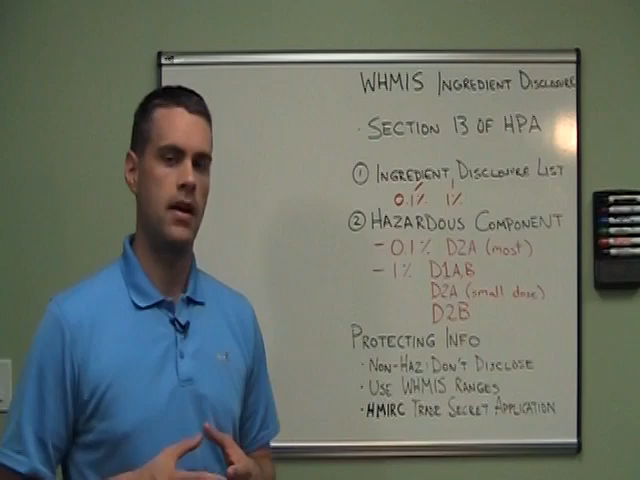 WHMIS INGREDIENT DISCLOSURE
· SECTION 13 OF HPA
① INGREDIENT DISCLOSURE LIST
0.1% 1%
② HAZARDOUS COMPONENT
- 0.1% D2A (most)
- 1% D1A,B
D2A (small dose)
D2B
PROTECTING INFO
· NON-HAZ: DON'T DISCLOSE
· USE WHMIS RANGES
· HMIRC TRADE SECRET APPLICATION